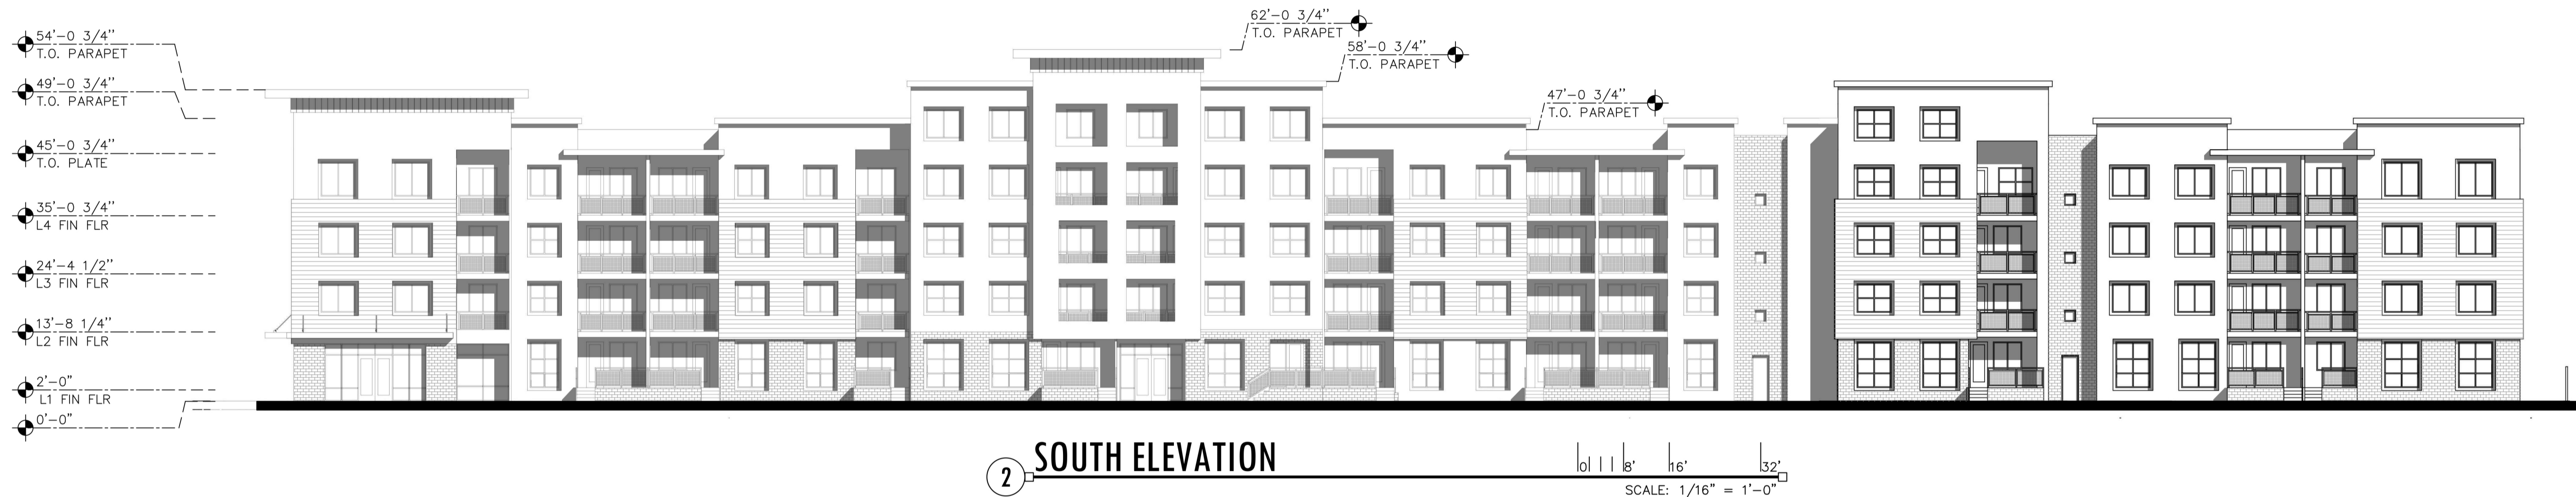 62'-0 3/4"
T.O. PARAPET
58'-0 3/4"
T.O. PARAPET
54'-0 3/4"
T.O. PARAPET
49'-0 3/4"
T.O. PARAPET
47'-0 3/4"
T.O. PARAPET
45'-0 3/4"
T.O. PLATE
35'-0 3/4"
L4 FIN FLR
24'-4 1/2"
L3 FIN FLR
13'-8 1/4"
L2 FIN FLR
2'-0"
L1 FIN FLR
0'-0"
2 SOUTH ELEVATION
0 8' 16' 32'
SCALE: 1/16" = 1'-0"